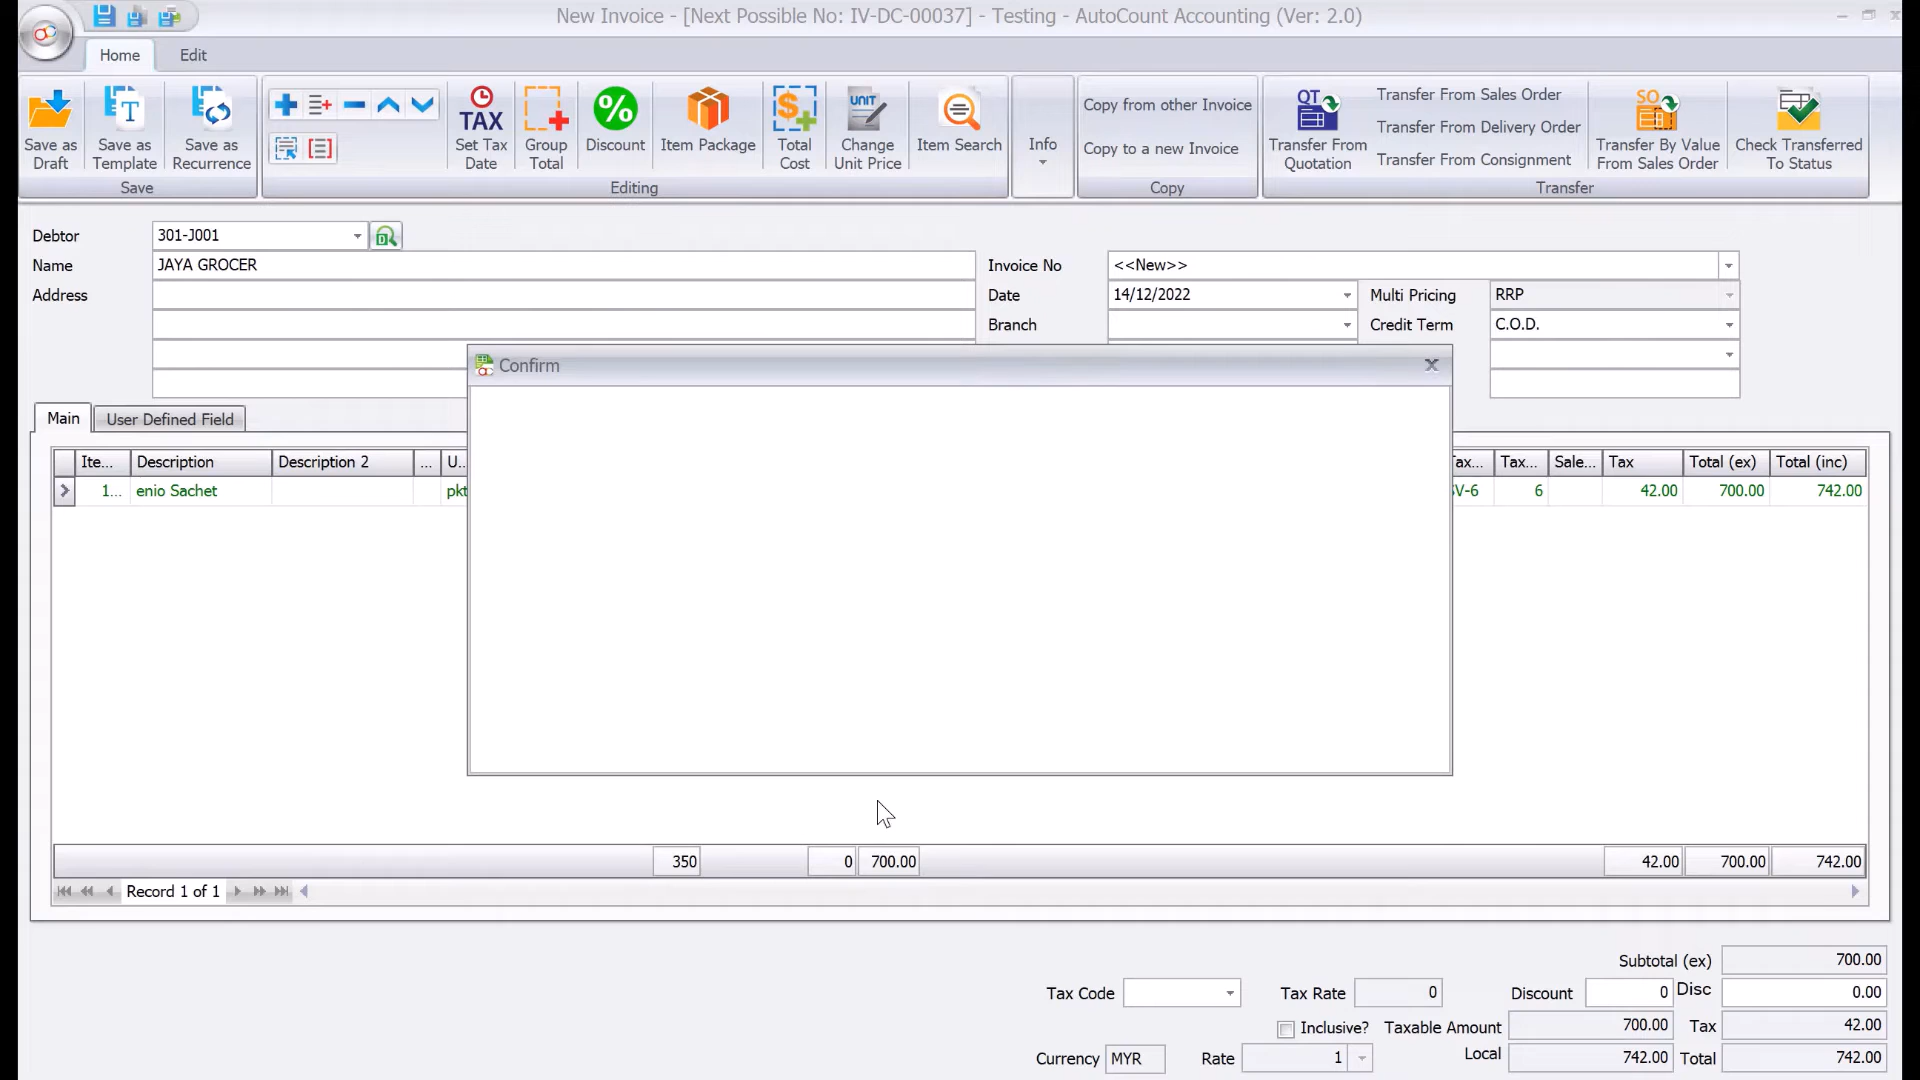 New Invoice - [Next Possible No: IV-DC-00037] - Testing - AutoCount Accounting (Ver: 2.0)
Home Edit
Save as Draft
Save as Template
Save as Recurrence
Save
TAX
Set Tax Date
Group Total
%
Discount
Item Package
$
Total Cost
UNIT
Change Unit Price
Item Search
Editing
Info
Copy from other Invoice
Copy to a new Invoice
Copy
QT
Transfer From Quotation
Transfer From Sales Order
Transfer From Delivery Order
Transfer From Consignment
SO
Transfer By Value From Sales Order
Check Transferred To Status
Transfer
Debtor 301-J001
Name JAYA GROCER
Address
Invoice No <<New>>
Date 14/12/2022 Multi Pricing RRP
Branch Credit Term C.O.D.
Confirm
Main User Defined Field
Ite... Description Description 2 ... U... Tax... Tax... Sale... Tax Total (ex) Total (inc)
1... enio Sachet pkt SV-6 6 42.00 700.00 742.00
350 0 700.00 42.00 700.00 742.00
Record 1 of 1
Subtotal (ex) 700.00
Tax Code Tax Rate 0 Discount 0 Disc 0.00
Inclusive? Taxable Amount 700.00 Tax 42.00
Currency MYR Rate 1 Local 742.00 Total 742.00